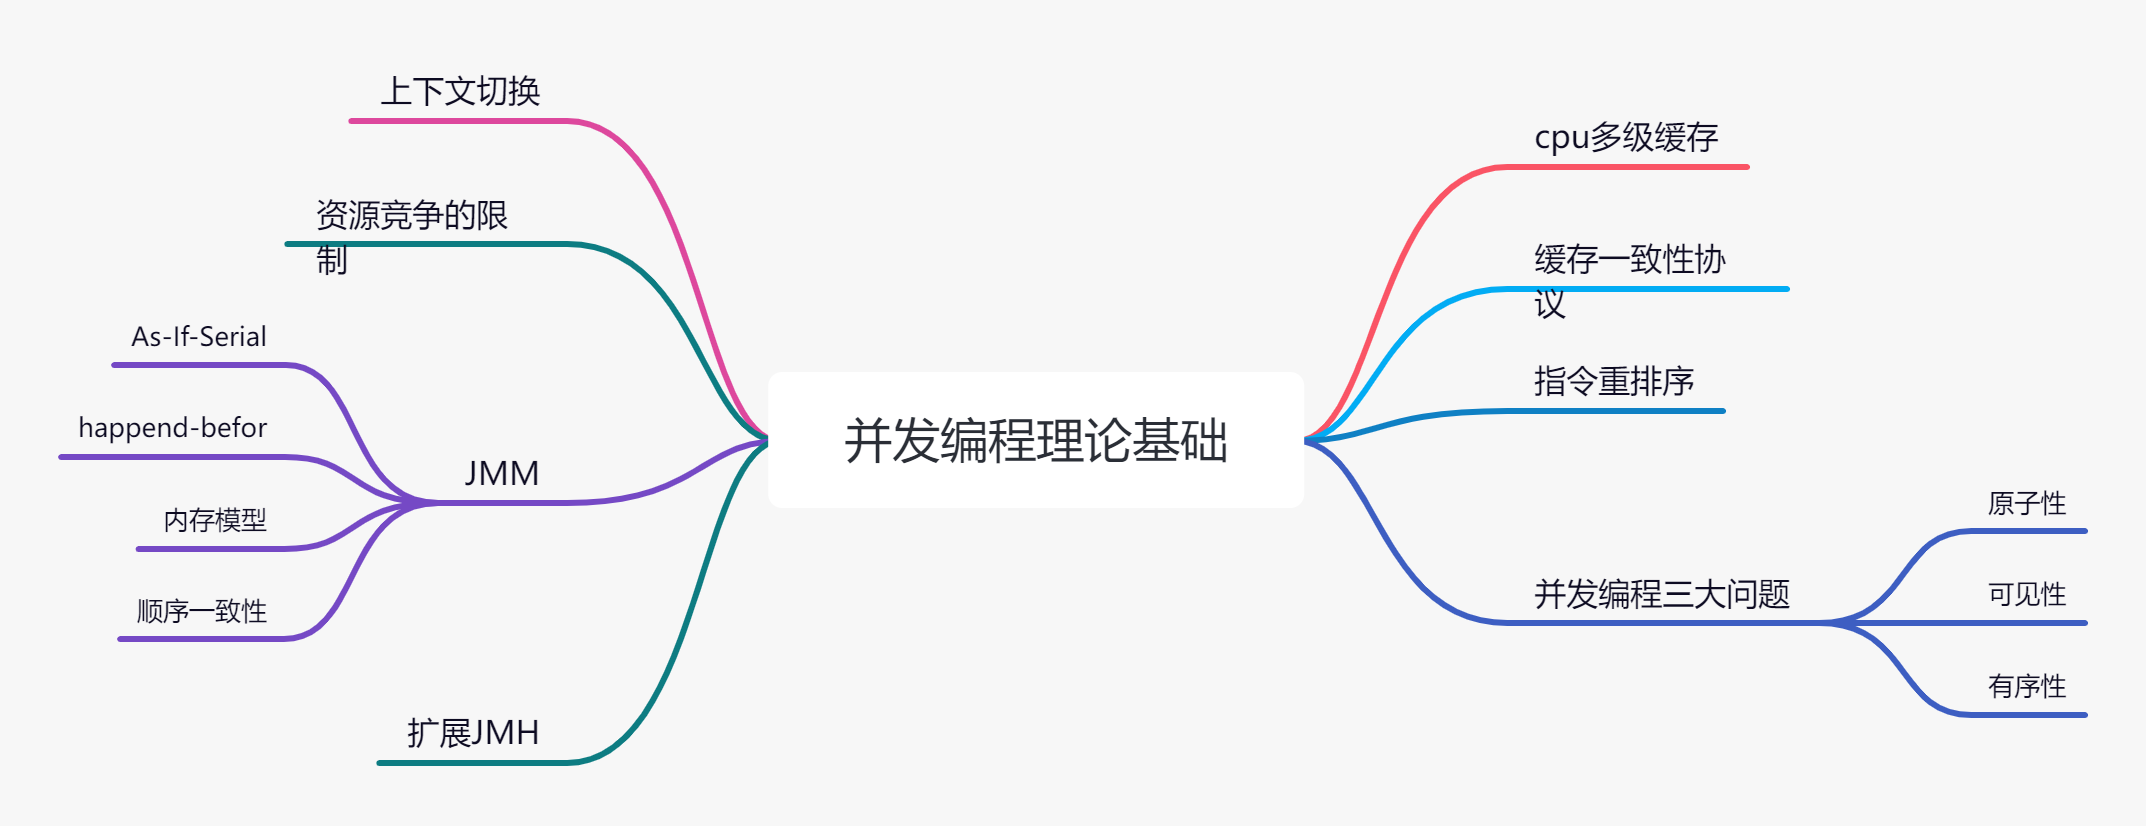 上下文切换
资源竞争的限
制
As-If-Serial
happend-befor
JMM
内存模型
顺序一致性
扩展JMH
并发编程理论基础
cpu多级缓存
缓存一致性协
议
指令重排序
并发编程三大问题
原子性
可见性
有序性